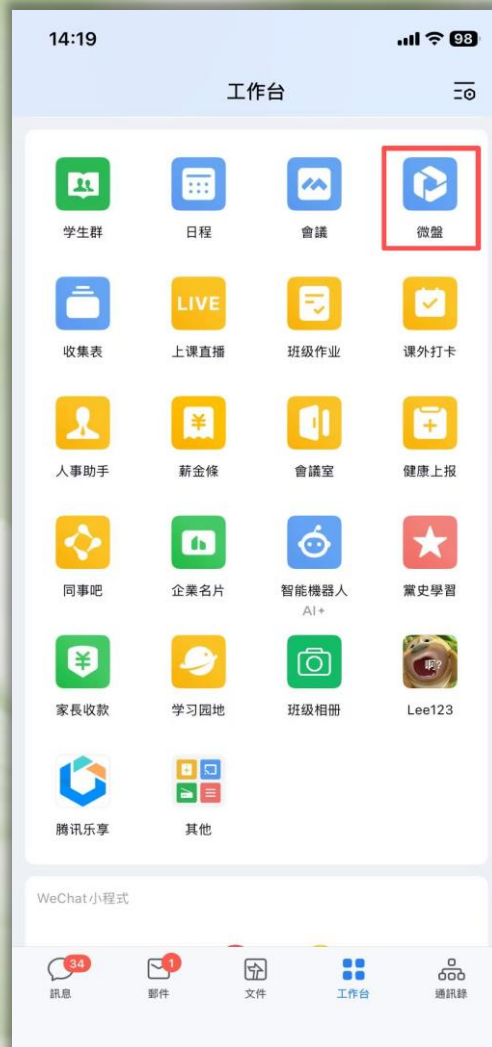 14:19
98
工作台
学生群 日程 會議 微盤
收集表 LIVE 上课直播 班级作业 课外打卡
人事助手 薪金條 會議室 健康上报
同事吧 企業名片 智能機器人 黨史學習
AI+
啊?
家長收款 学习园地 班级相册 Lee123
腾讯乐享 其他
WeChat小程式
34 1
訊息 郵件 文件 工作台 通訊錄